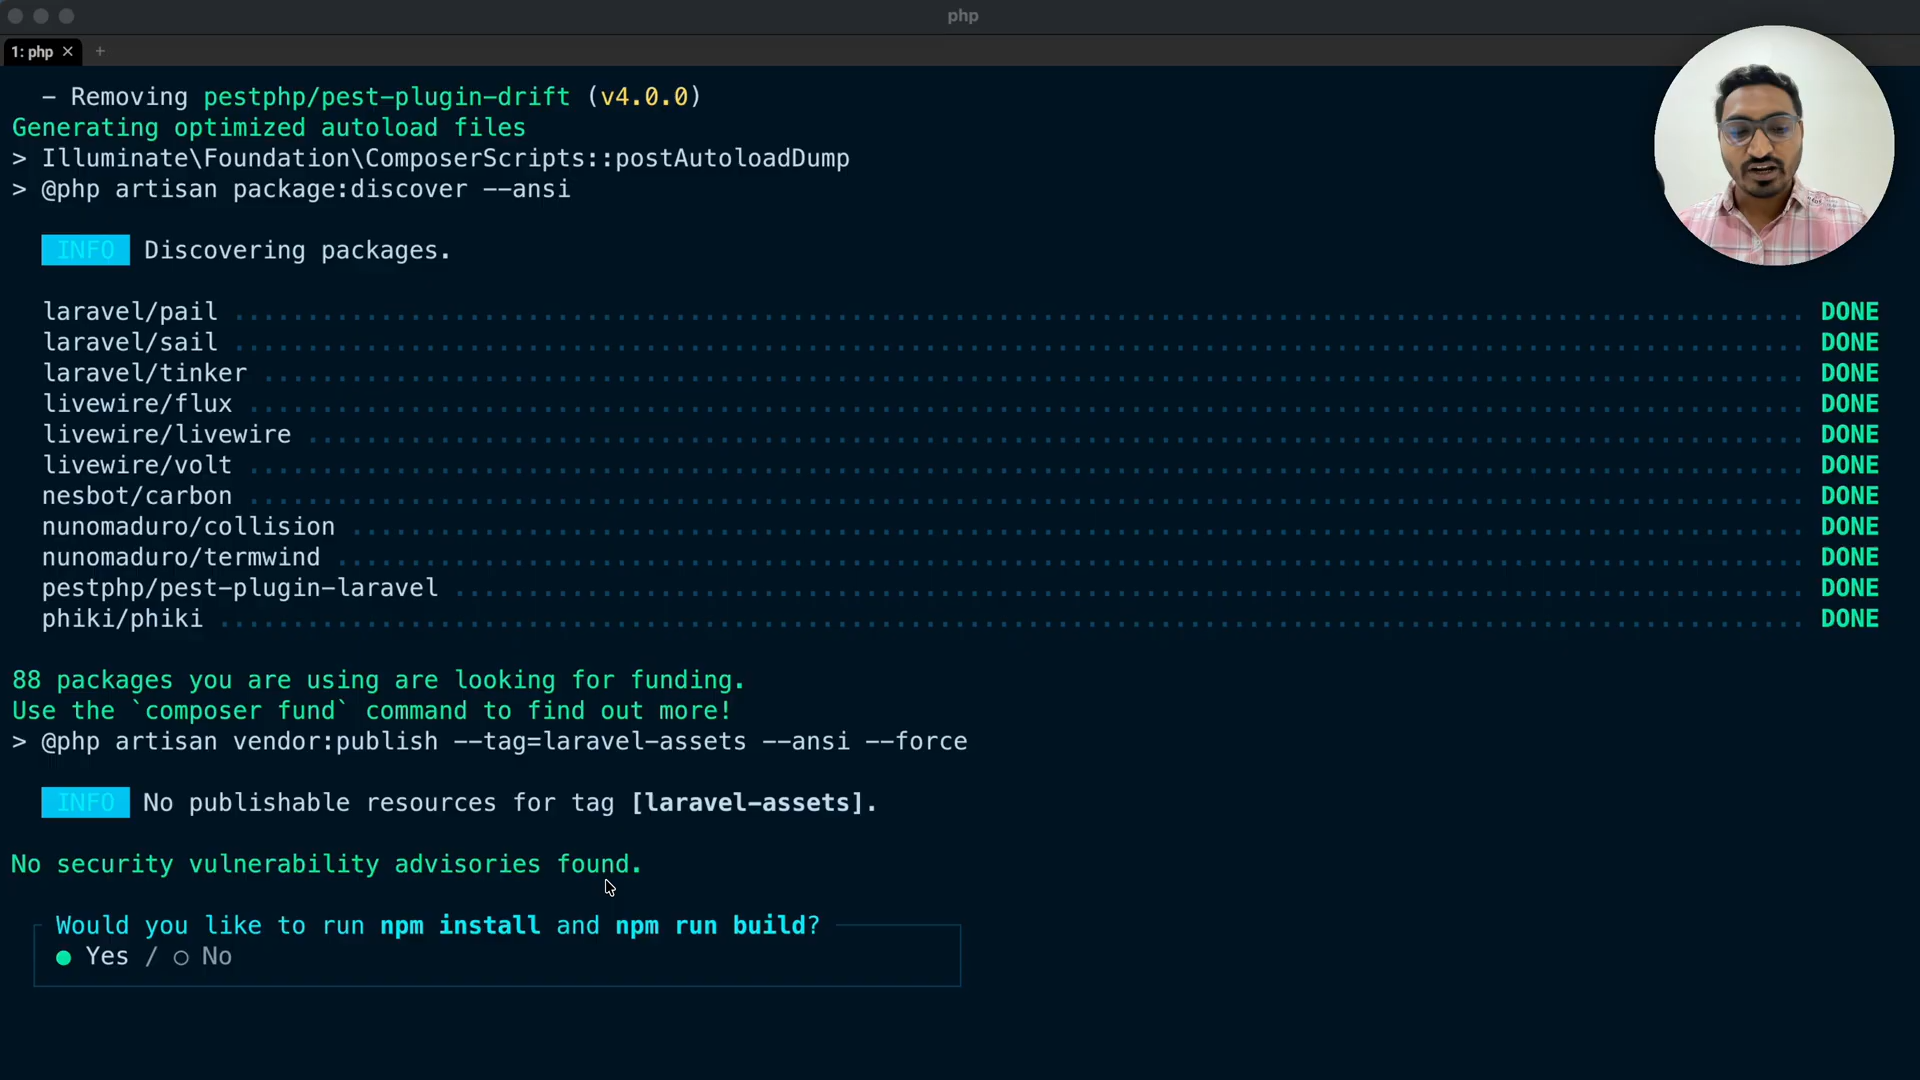 php
1: php × +
– Removing pestphp/pest-plugin-drift (v4.0.0)
Generating optimized autoload files
> Illuminate\Foundation\ComposerScripts::postAutoloadDump
> @php artisan package:discover --ansi
INFO Discovering packages.
laravel/pail ........ DONE
laravel/sail ........ DONE
laravel/tinker ........ DONE
livewire/flux ........ DONE
livewire/livewire ........ DONE
livewire/volt ........ DONE
nesbot/carbon ........ DONE
nunomaduro/collision ........ DONE
nunomaduro/termwind ........ DONE
pestphp/pest-plugin-laravel ........ DONE
phiki/phiki ........ DONE
88 packages you are using are looking for funding.
Use the `composer fund` command to find out more!
> @php artisan vendor:publish --tag=laravel-assets --ansi --force
INFO No publishable resources for tag [laravel-assets].
No security vulnerability advisories found.
Would you like to run npm install and npm run build?
● Yes / ○ No